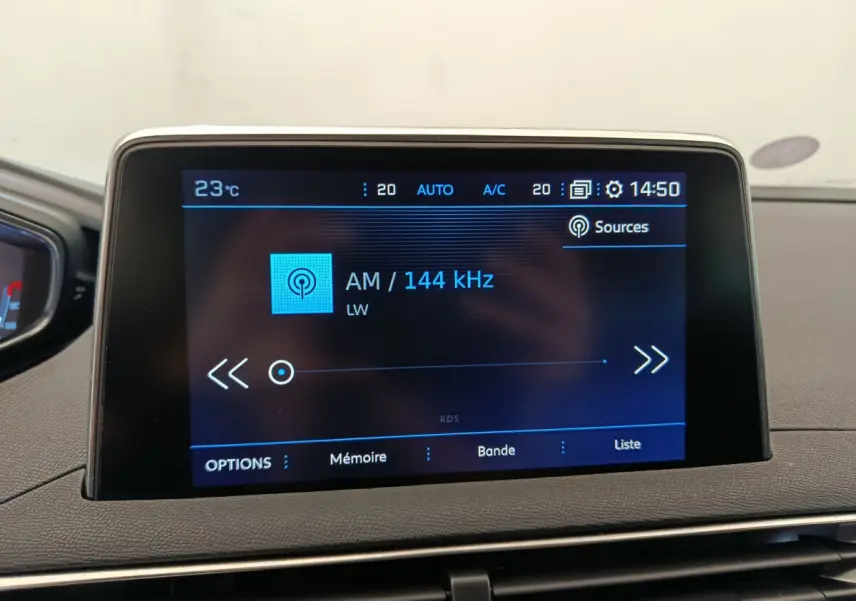 23°C ⋮ 20 AUTO A/C 20 ⋮ ⋮ 14:50
Sources
AM / 144 kHz
LW
RDS
OPTIONS ⋮ Mémoire ⋮ Bande ⋮ Liste